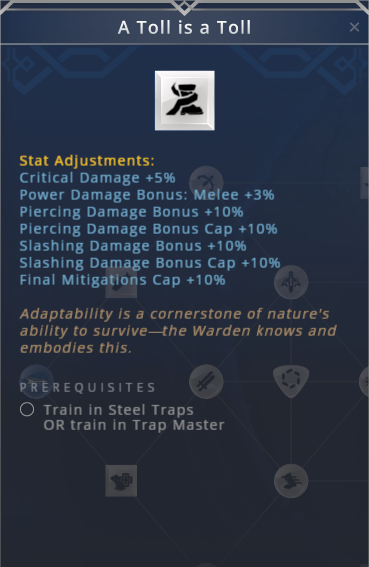 A Toll is a Toll
Stat Adjustments:
Critical Damage +5%
Power Damage Bonus: Melee +3%
Piercing Damage Bonus +10%
Piercing Damage Bonus Cap +10%
Slashing Damage Bonus +10%
Slashing Damage Bonus Cap +10%
Final Mitigations Cap +10%
Adaptability is a cornerstone of nature's
ability to survive—the Warden knows and
embodies this.
PREREQUISITES
Train in Steel Traps
OR train in Trap Master